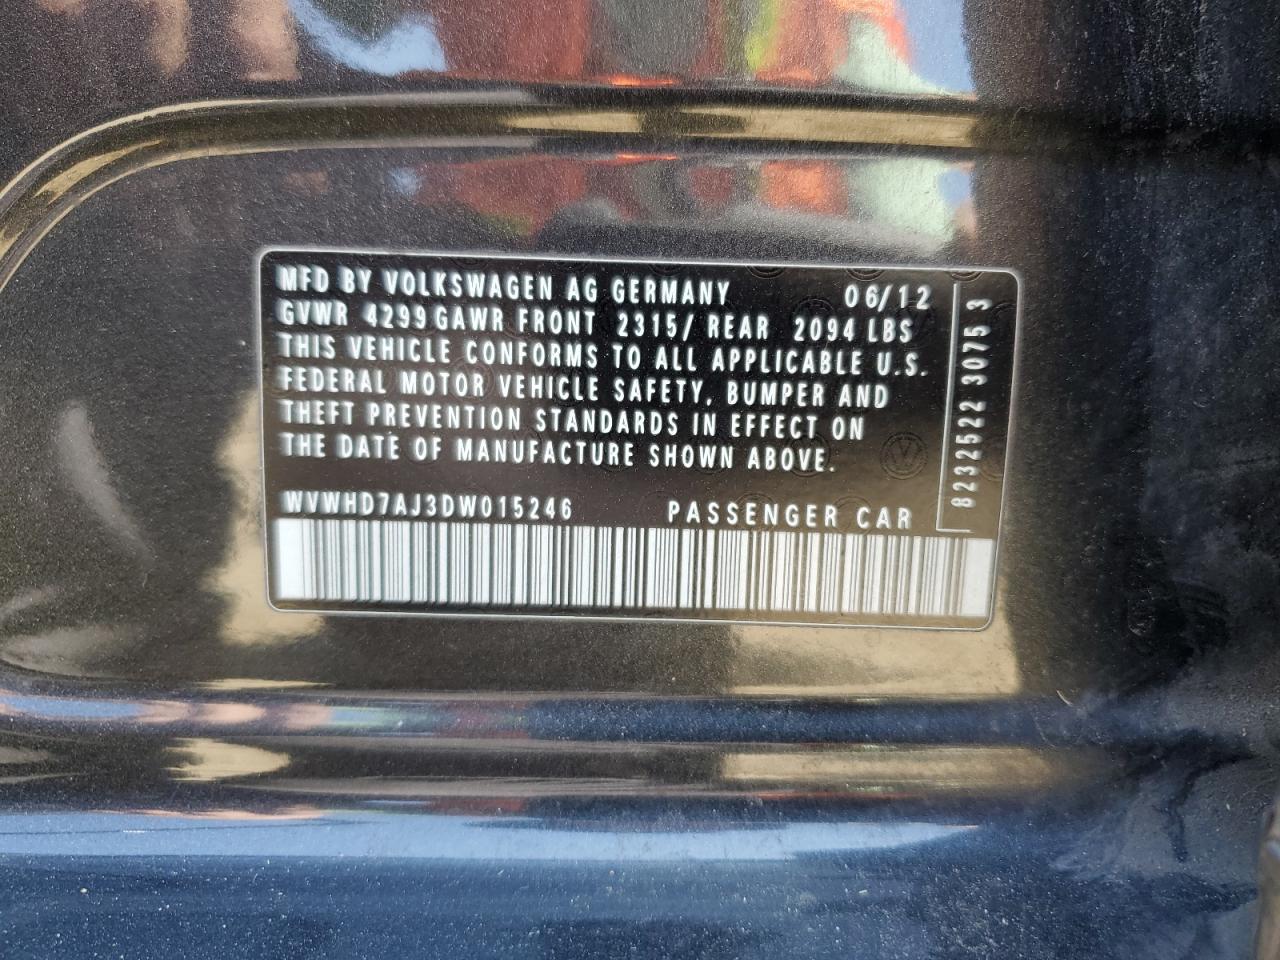 MFD BY VOLKSWAGEN AG GERMANY 06/12
GVWR 4299 GAWR FRONT 2315/ REAR 2094 LBS
THIS VEHICLE CONFORMS TO ALL APPLICABLE U.S.
FEDERAL MOTOR VEHICLE SAFETY, BUMPER AND
THEFT PREVENTION STANDARDS IN EFFECT ON
THE DATE OF MANUFACTURE SHOWN ABOVE.
WVWHD7AJ3DW015246 PASSENGER CAR
8232522 3075 3